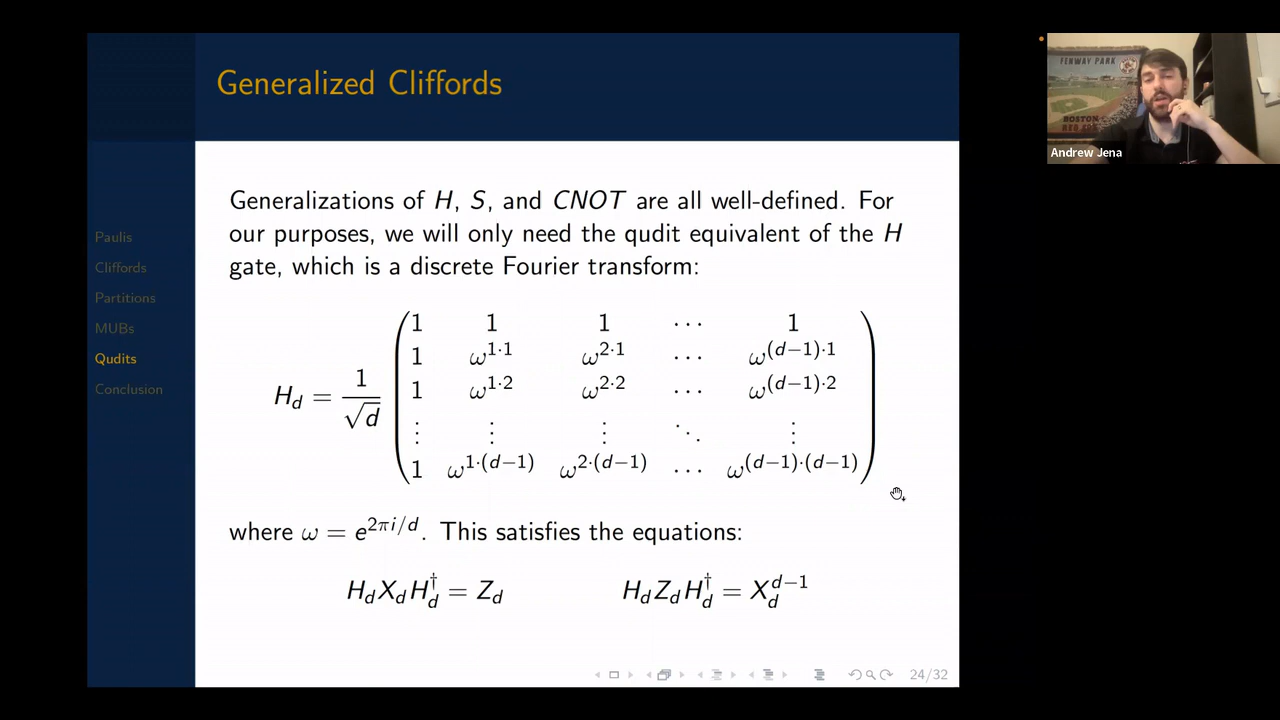 Generalized Cliffords
Paulis
Cliffords
Partitions
MUBs
Qudits
Conclusion
Generalizations of H, S, and CNOT are all well-defined. For
our purposes, we will only need the qudit equivalent of the H
gate, which is a discrete Fourier transform:
H_d = 1/√d
1 1 1 ⋯ 1
1 ω^{1·1} ω^{2·1} ⋯ ω^{(d−1)·1}
1 ω^{1·2} ω^{2·2} ⋯ ω^{(d−1)·2}
⋮ ⋮ ⋮ ⋱ ⋮
1 ω^{1·(d−1)} ω^{2·(d−1)} ⋯ ω^{(d−1)·(d−1)}
where ω = e^{2πi/d}. This satisfies the equations:
H_d X_d H_d^† = Z_d H_d Z_d H_d^† = X_d^{d−1}
24/32
FENWAY PARK
BOSTON
Andrew Jena